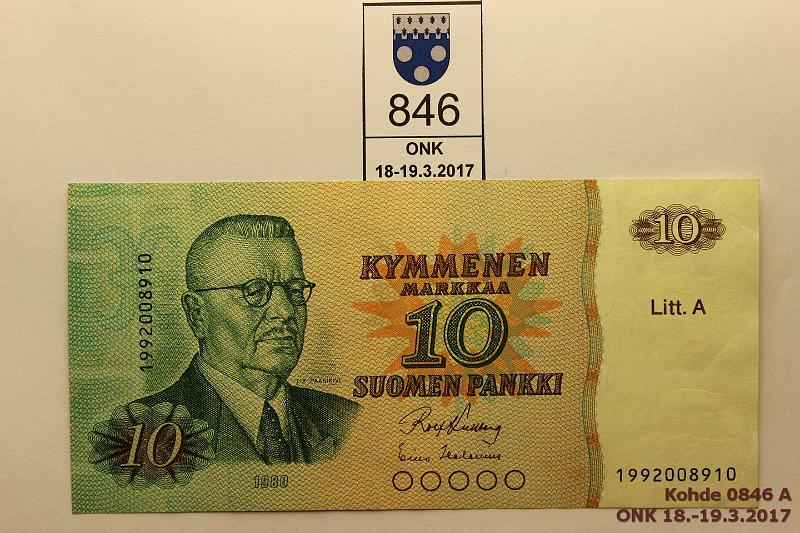 846
ONK
18-19.3.2017
10
KYMMENEN
MARKKAA
10
SUOMEN PANKKI
Litt. A
1992008910
J.K. PAASIKIVI
10
1980
1992008910
Kohde 0846 A
ONK 18.-19.3.2017